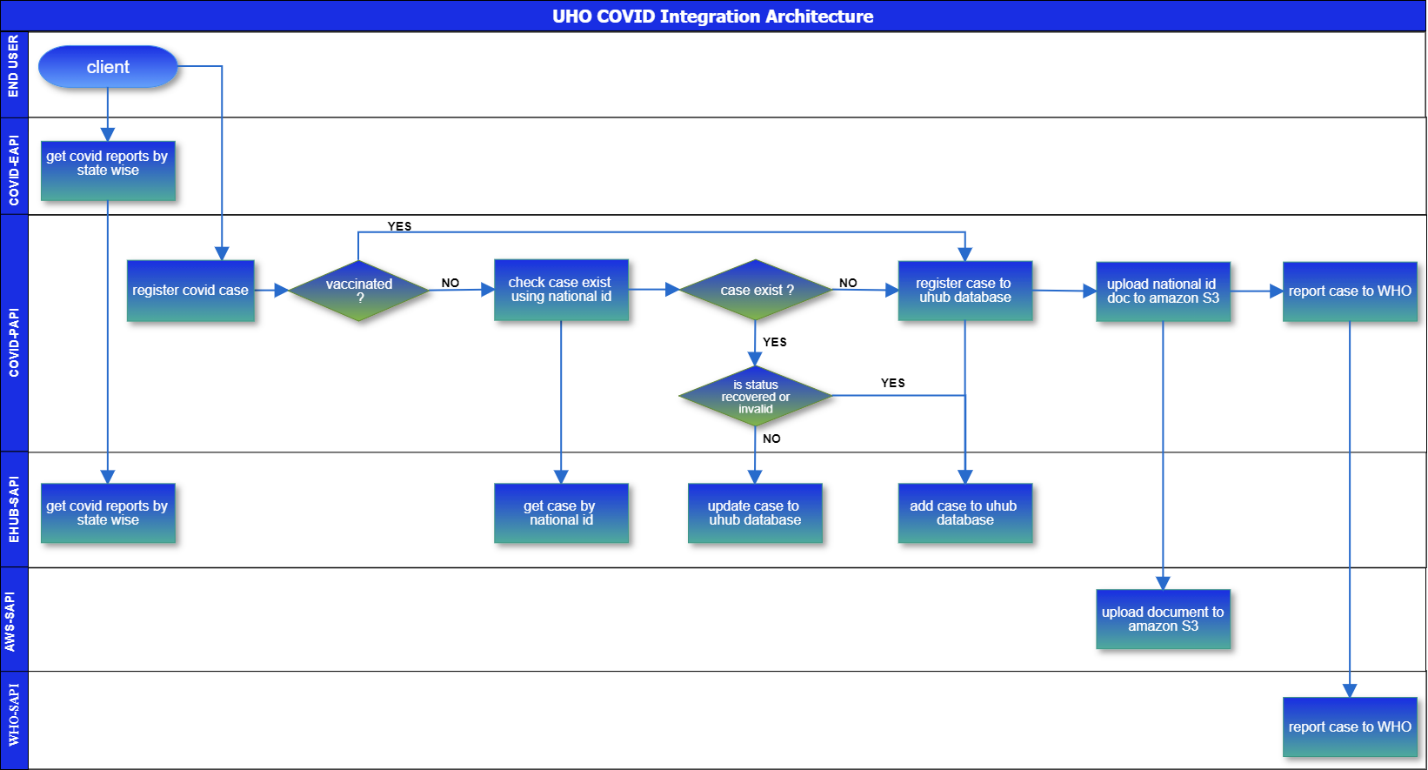 UHO COVID Integration Architecture
END USER
client
COVID-EAPI
get covid reports by
state wise
COVID-PAPI
register covid case
vaccinated
?
YES
NO
check case exist
using national id
case exist ?
NO
YES
is status
recovered or
invalid
YES
NO
register case to
uhub database
upload national id
doc to amazon S3
report case to WHO
EHUB-SAPI
get covid reports by
state wise
get case by
national id
update case to
uhub database
add case to uhub
database
AWS-SAPI
upload document to
amazon S3
WHO-SAPI
report case to WHO